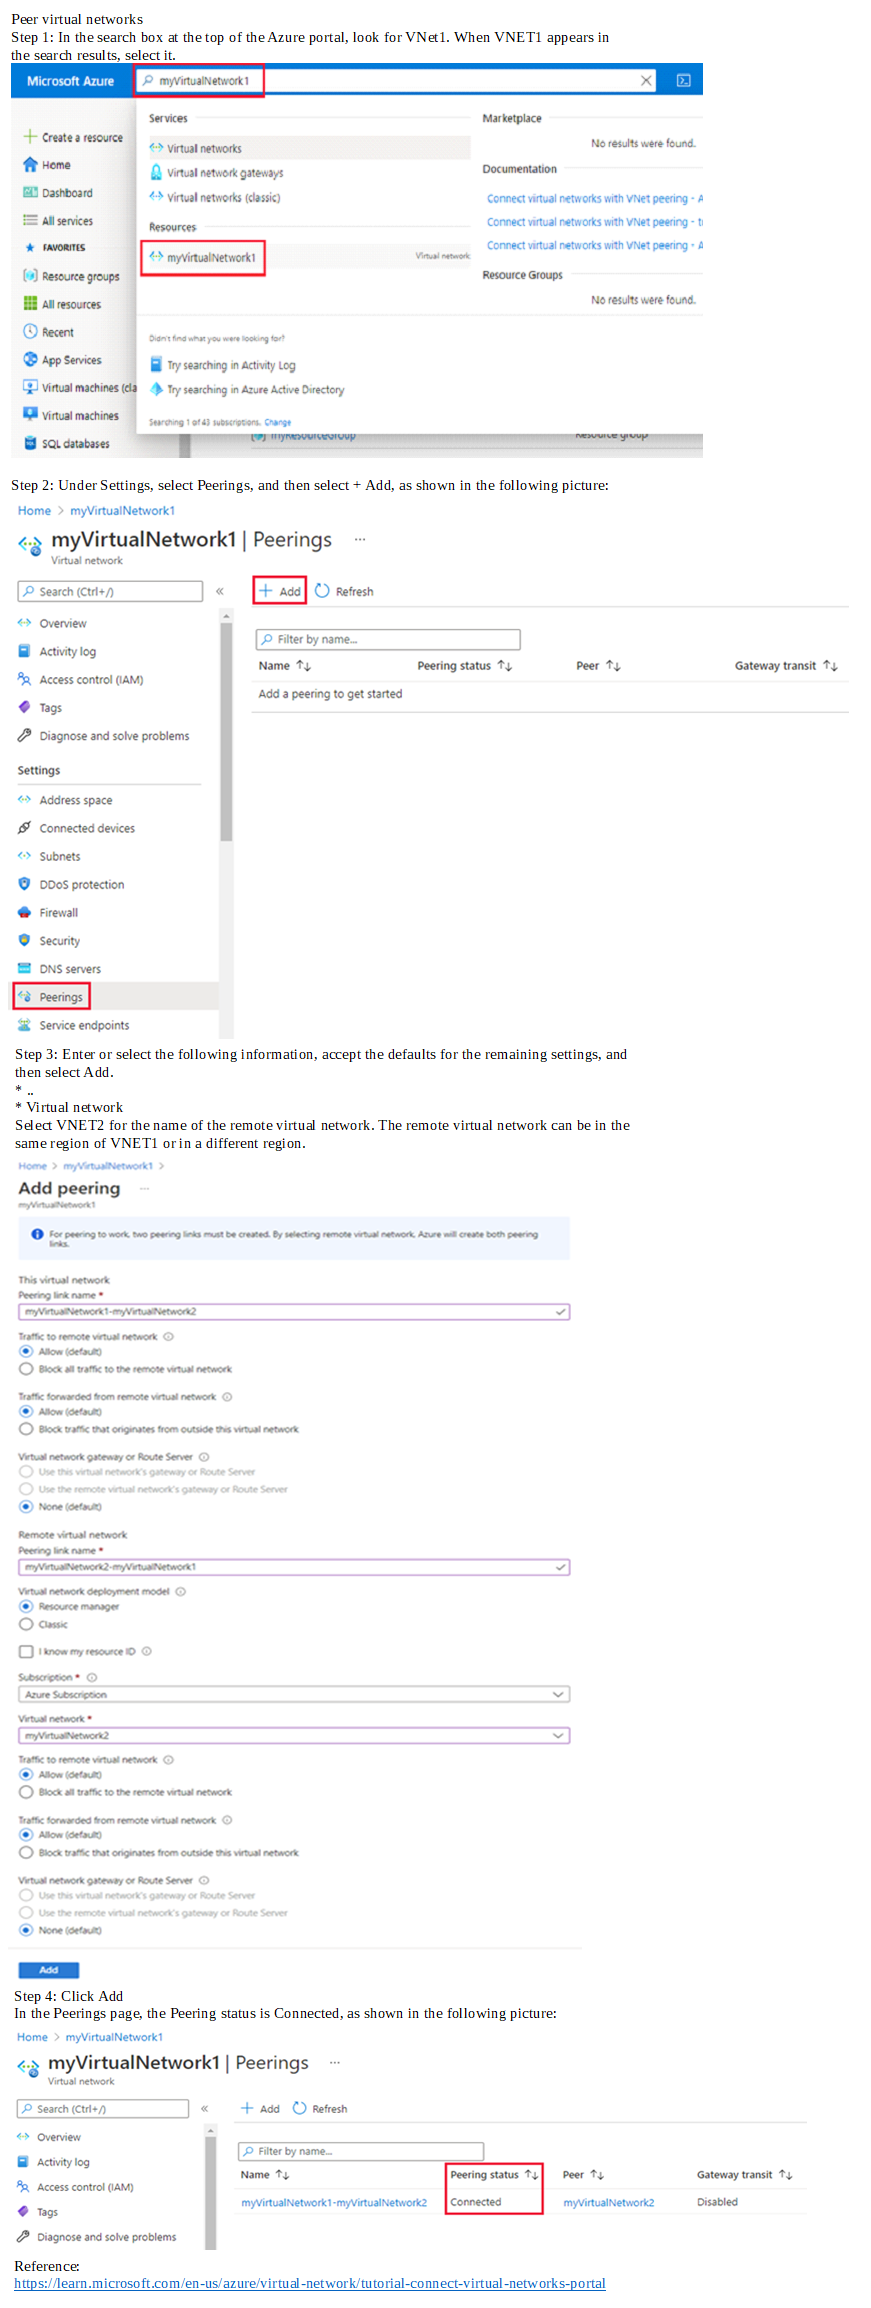 Peer virtual networks
Step 1: In the search box at the top of the Azure portal, look for VNet1. When VNET1 appears in
the search results, select it.
Microsoft Azure
myVirtualNetwork1
Services
Marketplace
Create a resource
No results were found.
Virtual networks
Home
Documentation
Virtual network gateways
Dashboard
Virtual networks (classic)
Connect virtual networks with VNet peering - A
All services
Connect virtual networks with VNet peering - t
Resources
FAVORITES
Connect virtual networks with VNet peering - A
myVirtualNetwork1
Virtual network
Resource groups
Resource Groups
All resources
No results were found.
Recent
Didn't find what you were looking for?
App Services
Try searching in Activity Log
Virtual machines (cla
Try searching in Azure Active Directory
Virtual machines
Searching 1 of 43 subscriptions. Change
SQL databases
myResourceGroup
Resource group
Step 2: Under Settings, select Peerings, and then select + Add, as shown in the following picture:
Home > myVirtualNetwork1
myVirtualNetwork1 | Peerings ...
Virtual network
Search (Ctrl+/) «
+ Add Refresh
Overview
Filter by name...
Activity log
Name ↑↓ Peering status ↑↓ Peer ↑↓ Gateway transit ↑↓
Access control (IAM)
Add a peering to get started
Tags
Diagnose and solve problems
Settings
Address space
Connected devices
Subnets
DDoS protection
Firewall
Security
DNS servers
Peerings
Service endpoints
Step 3: Enter or select the following information, accept the defaults for the remaining settings, and
then select Add.
* ..
* Virtual network
Select VNET2 for the name of the remote virtual network. The remote virtual network can be in the
same region of VNET1 or in a different region.
Home > myVirtualNetwork1 >
Add peering ...
myVirtualNetwork1
For peering to work, two peering links must be created. By selecting remote virtual network, Azure will create both peering
links.
This virtual network
Peering link name *
myVirtualNetwork1-myVirtualNetwork2
Traffic to remote virtual network
Allow (default)
Block all traffic to the remote virtual network
Traffic forwarded from remote virtual network
Allow (default)
Block traffic that originates from outside this virtual network
Virtual network gateway or Route Server
Use this virtual network's gateway or Route Server
Use the remote virtual network's gateway or Route Server
None (default)
Remote virtual network
Peering link name *
myVirtualNetwork2-myVirtualNetwork1
Virtual network deployment model
Resource manager
Classic
I know my resource ID
Subscription *
Azure Subscription
Virtual network *
myVirtualNetwork2
Traffic to remote virtual network
Allow (default)
Block all traffic to the remote virtual network
Traffic forwarded from remote virtual network
Allow (default)
Block traffic that originates from outside this virtual network
Virtual network gateway or Route Server
Use this virtual network's gateway or Route Server
Use the remote virtual network's gateway or Route Server
None (default)
Add
Step 4: Click Add
In the Peerings page, the Peering status is Connected, as shown in the following picture:
Home > myVirtualNetwork1
myVirtualNetwork1 | Peerings ...
Virtual network
Search (Ctrl+/) «
+ Add Refresh
Overview
Filter by name...
Activity log
Name ↑↓ Peering status ↑↓ Peer ↑↓ Gateway transit ↑↓
Access control (IAM)
myVirtualNetwork1-myVirtualNetwork2 Connected myVirtualNetwork2 Disabled
Tags
Diagnose and solve problems
Reference:
https://learn.microsoft.com/en-us/azure/virtual-network/tutorial-connect-virtual-networks-portal